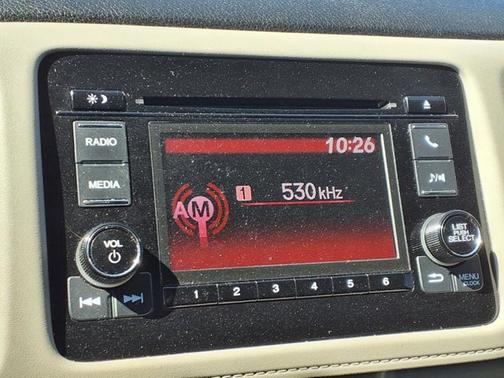 10:26
RADIO
MEDIA
1 530 kHz
AM
VOL
LIST
PUSH
SELECT
1 2 3 4 5 6
MENU
CLOCK